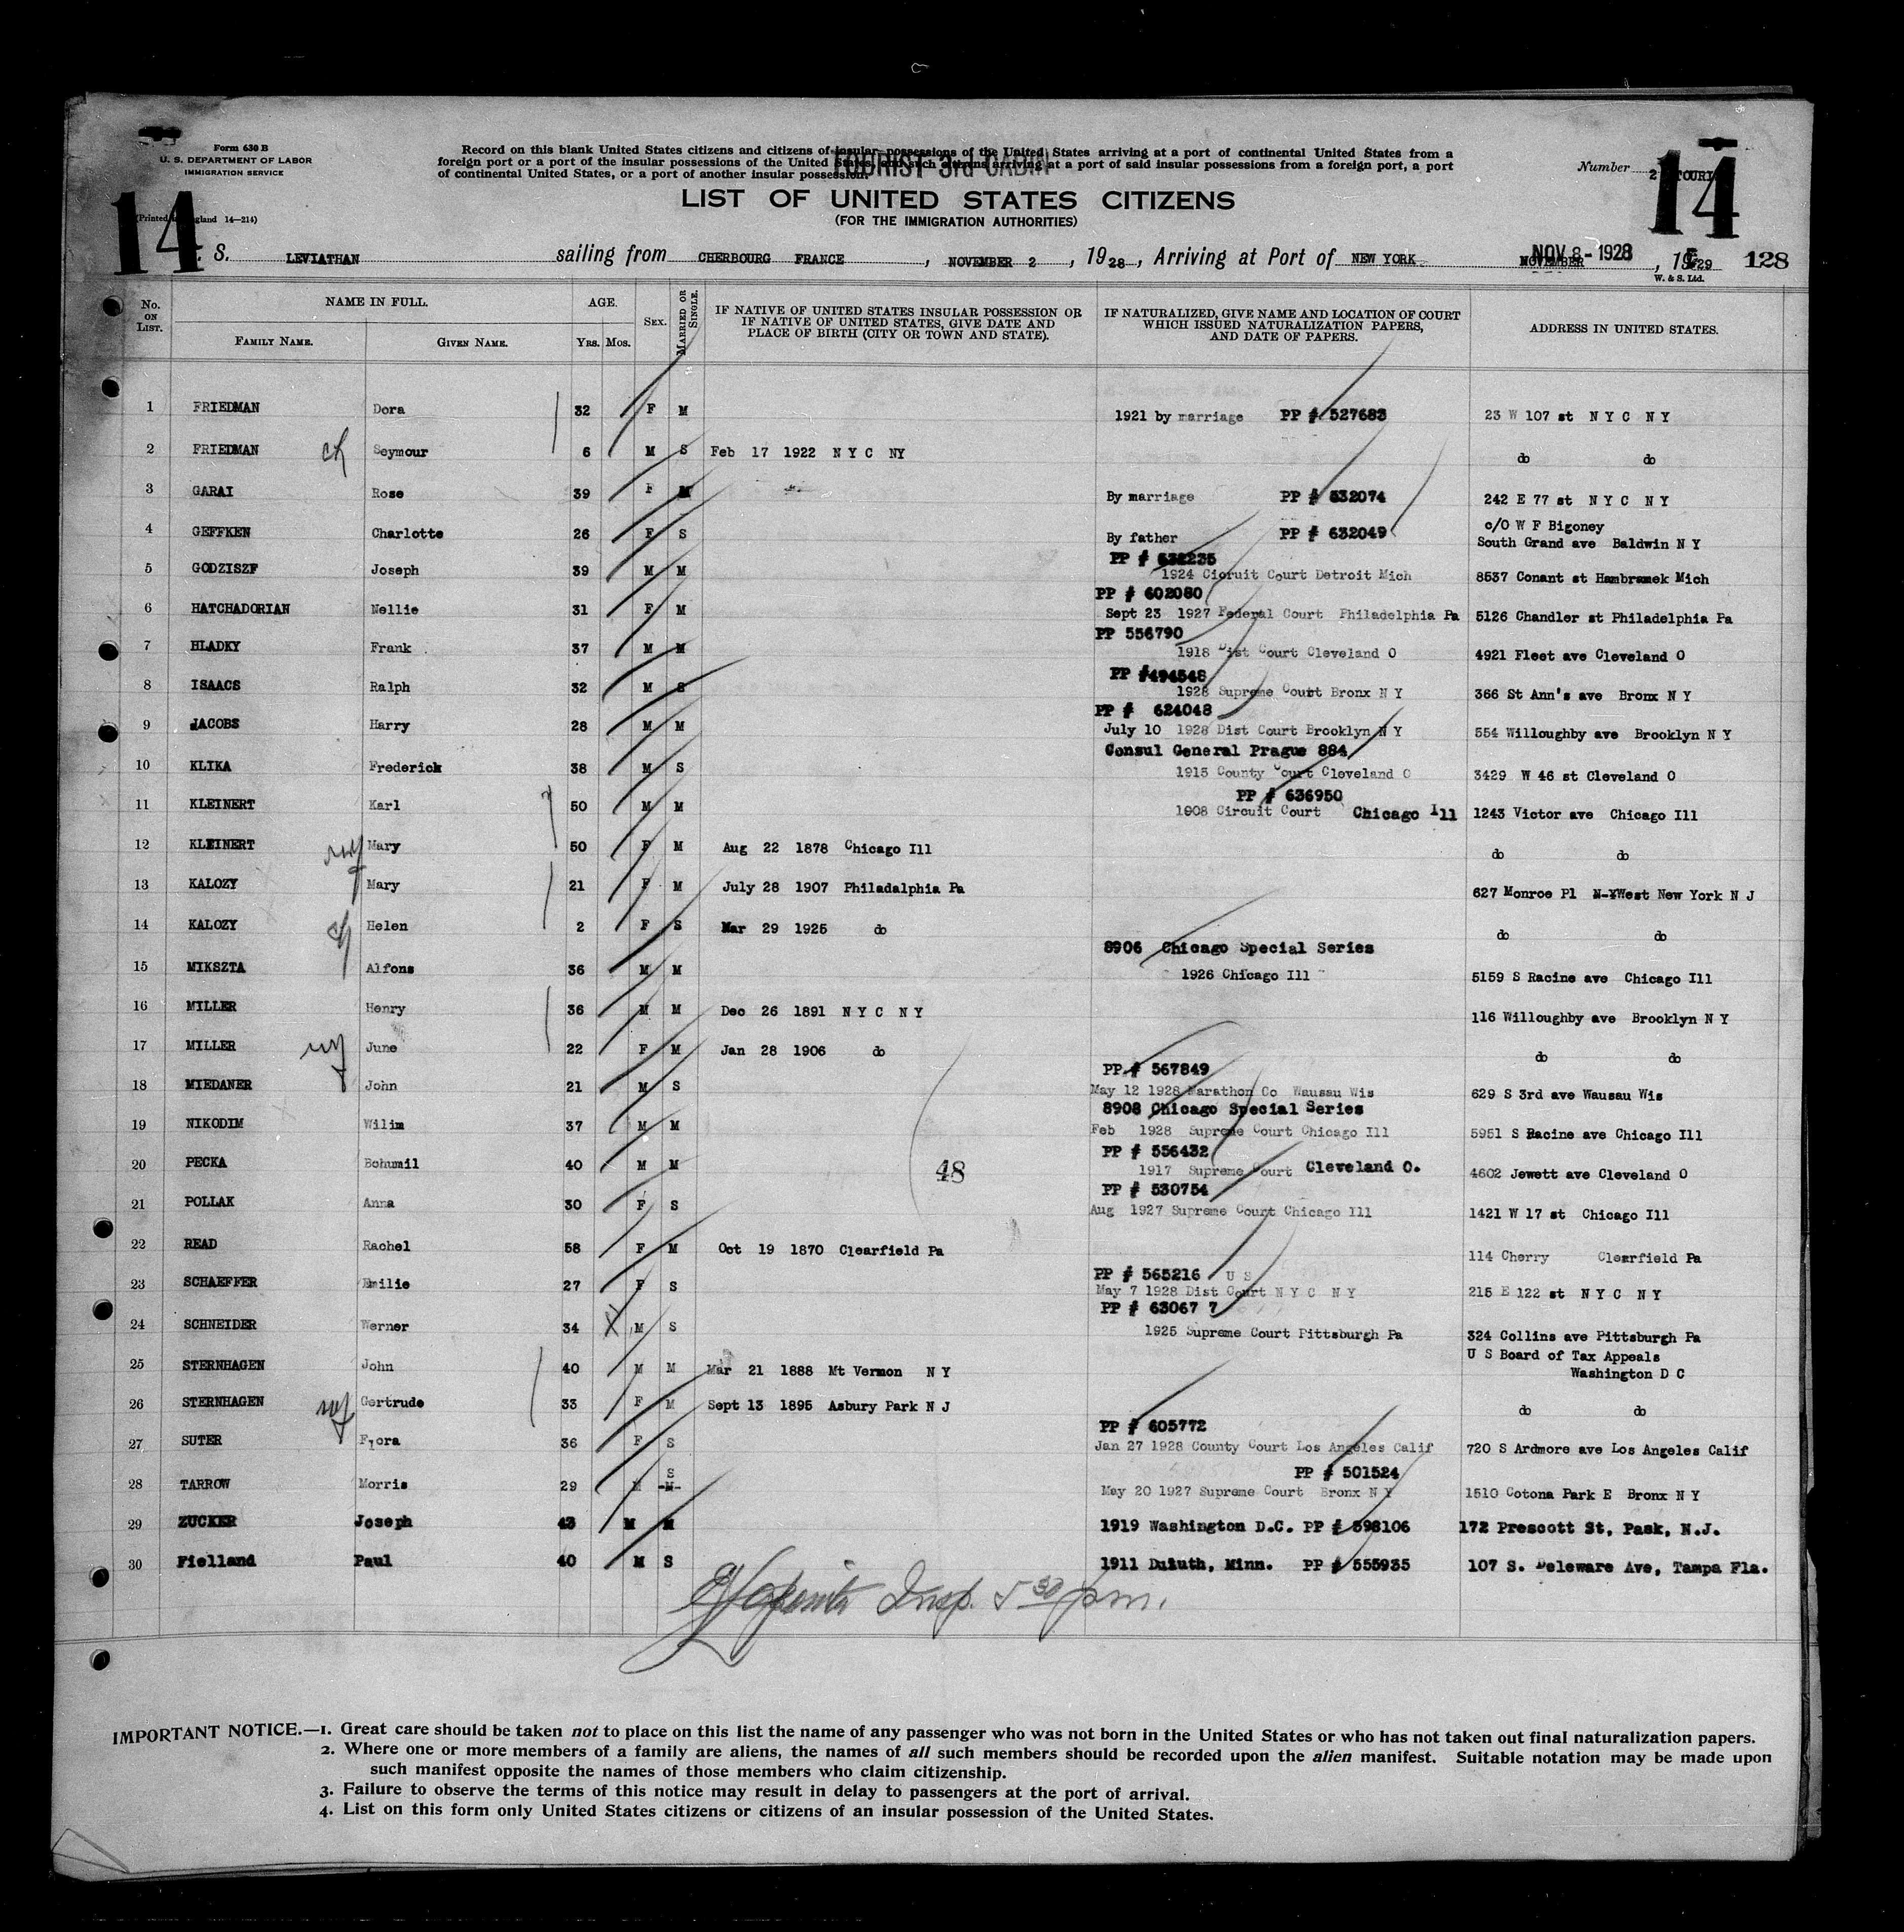 Form 630 B
U. S. DEPARTMENT OF LABOR
IMMIGRATION SERVICE
(Printed in England 14—214)
Record on this blank United States citizens and citizens of insular possessions of the United States arriving at a port of continental United States from a
foreign port or a port of the insular possessions of the United States, and such citizens arriving at a port of said insular possessions from a foreign port, a port
of continental United States, or a port of another insular possession.
TOURIST 3rd CABIN
Number 2 TOURI
14
14
LIST OF UNITED STATES CITIZENS
(FOR THE IMMIGRATION AUTHORITIES)
S. LEVIATHAN sailing from CHERBOURG FRANCE, NOVEMBER 2, 1928, Arriving at Port of NEW YORK NOVEMBER NOV 8 - 1928, 1929 128
W. & S. Ltd.
No. ON LIST. NAME IN FULL. AGE. SEX. MARRIED OR SINGLE. IF NATIVE OF UNITED STATES INSULAR POSSESSION OR IF NATIVE OF UNITED STATES, GIVE DATE AND PLACE OF BIRTH (CITY OR TOWN AND STATE). IF NATURALIZED, GIVE NAME AND LOCATION OF COURT WHICH ISSUED NATURALIZATION PAPERS, AND DATE OF PAPERS. ADDRESS IN UNITED STATES.
FAMILY NAME. GIVEN NAME. YRS. MOS.
1 FRIEDMAN Dora 32 F M 1921 by marriage PP # 527683 23 W 107 st N Y C N Y
2 FRIEDMAN ch Seymour 6 M S Feb 17 1922 N Y C NY do do
3 GARAI Rose 39 F M By marriage PP # 532074 242 E 77 st N Y C N Y
4 GEFFKEN Charlotte 26 F S By father PP # 632049 c/O W F Bigoney
South Grand ave Baldwin N Y
PP # 632235
5 GODZISZF Joseph 39 M M 1924 Cioruit Court Detroit Mich 8537 Conant st Hambramek Mich
PP # 602080
6 HATCHADORIAN Nellie 31 F M Sept 23 1927 Federal Court Philadelphia Pa 5126 Chandler st Philadelphia Pa
PP 556790
7 HLADKY Frank 37 M M 1918 Dist Court Cleveland O 4921 Fleet ave Cleveland O
PP #494548
8 ISAACS Ralph 32 M S 1928 Supreme Court Bronx N Y 366 St Ann's ave Bronx N Y
PP # 624048
9 JACOBS Harry 28 M M July 10 1928 Dist Court Brooklyn N Y 554 Willoughby ave Brooklyn N Y
Consul General Prague 884
10 KLIKA Frederick 38 M S 1915 County Court Cleveland O 3429 W 46 st Cleveland O
PP # 636950
11 KLEINERT Karl 50 M M 1908 Circuit Court Chicago Ill 1243 Victor ave Chicago Ill
12 KLEINERT Mary 50 F M Aug 22 1878 Chicago Ill do do
13 KALOZY Mary 21 F M July 28 1907 Philadalphia Pa 627 Monroe Pl N-YWest New York N J
14 KALOZY Helen 2 F S Mar 29 1925 do do do
8906 Chicago Special Series
15 MIKSZTA Alfons 36 M M 1926 Chicago Ill 5159 S Racine ave Chicago Ill
16 MILLER Henry 36 M M Dec 26 1891 N Y C N Y 116 Willoughby ave Brooklyn N Y
17 MILLER June 22 F M Jan 28 1906 do do do
PP # 567849
18 MIEDANER John 21 M S May 12 1928 Marathon Co Wausau Wis 629 S 3rd ave Wausau Wis
8908 Chicago Special Series
19 NIKODIM Wilim 37 M M Feb 1928 Supreme Court Chicago Ill 5951 S Racine ave Chicago Ill
PP # 556432
20 PECKA Bohumil 40 M M 48 1917 Supreme Court Cleveland O. 4602 Jewett ave Cleveland O
PP # 530754
21 POLLAK Anna 30 F S Aug 1927 Supreme Court Chicago Ill 1421 W 17 st Chicago Ill
22 READ Rachel 58 F M Oct 19 1870 Clearfield Pa 114 Cherry Clearfield Pa
PP # 565216 U S
23 SCHAEFFER Emilie 27 F S May 7 1928 Dist Court N Y C N Y 215 E 122 st N Y C N Y
PP # 63067 7
24 SCHNEIDER Werner 34 X M S 1925 Supreme Court Pittsburgh Pa 324 Collins ave Pittsburgh Pa
25 STERNHAGEN John 40 M M Mar 21 1888 Mt Vermon N Y U S Board of Tax Appeals
Washington D C
26 STERNHAGEN Gertrude 33 F M Sept 13 1895 Asbury Park N J do do
PP # 605772
27 SUTER Flora 36 F S Jan 27 1928 County Court Los Angeles Calif 720 S Ardmore ave Los Angeles Calif
PP # 501524
28 TARROW Morris 29 M S -M- May 20 1927 Supreme Court Bronx N Y 1510 Cotona Park E Bronx N Y
29 ZUCKER Joseph 43 M M 1919 Washington D.C. PP # 598106 172 Prescott St, Pask, N.J.
30 Fielland Paul 40 M S 1911 Duluth, Minn. PP # 555935 107 S. Deleware Ave, Tampa Fla.
Insp. 5 30 pm.
IMPORTANT NOTICE.—1. Great care should be taken not to place on this list the name of any passenger who was not born in the United States or who has not taken out final naturalization papers.
2. Where one or more members of a family are aliens, the names of all such members should be recorded upon the alien manifest. Suitable notation may be made upon
such manifest opposite the names of those members who claim citizenship.
3. Failure to observe the terms of this notice may result in delay to passengers at the port of arrival.
4. List on this form only United States citizens or citizens of an insular possession of the United States.